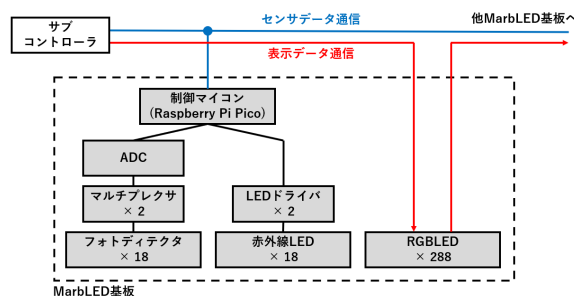 サブ
コントローラ
センサデータ通信
他MarbLED基板へ
表示データ通信
制御マイコン
(Raspberry Pi Pico)
ADC
マルチプレクサ
× 2
LEDドライバ
× 2
フォトディテクタ
× 18
赤外線LED
× 18
RGBLED
× 288
MarbLED基板